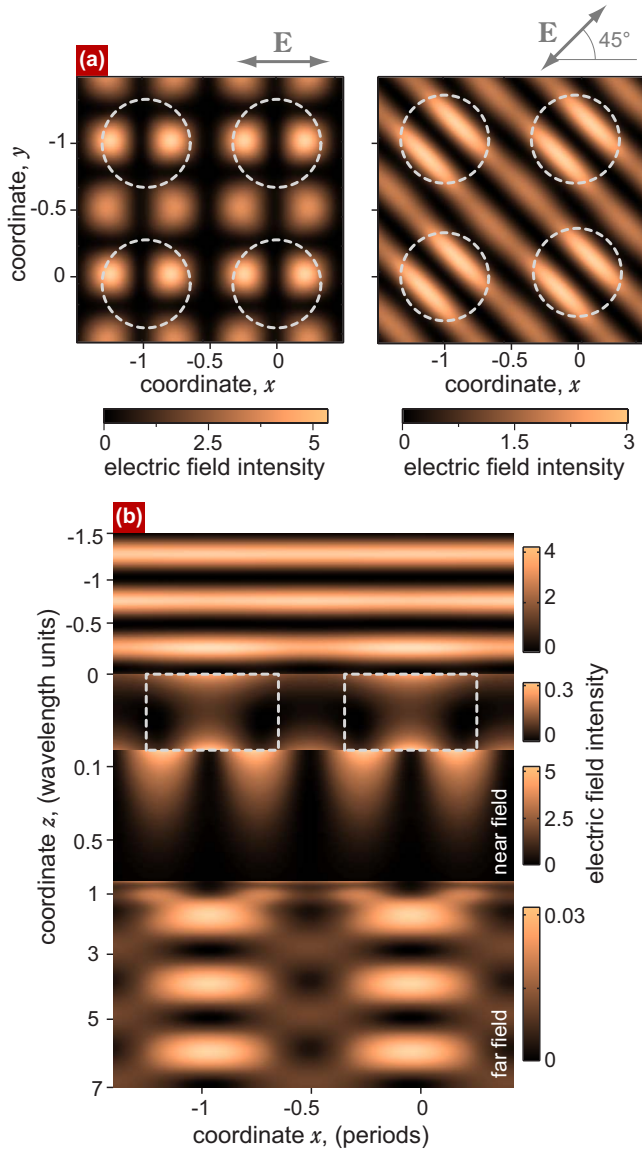 (a)
E
E 45°
coordinate, y
-1
-0.5
0
-1 -0.5 0
-1 -0.5 0
coordinate, x
coordinate, x
0 2.5 5
0 1.5 3
electric field intensity
electric field intensity
(b)
coordinate z, (wavelength units)
-1.5
-1
-0.5
0
0.1
0.5
1
3
5
7
4
2
0
0.3
0
5
2.5
0
0.03
0
electric field intensity
near field
far field
-1 -0.5 0
coordinate x, (periods)